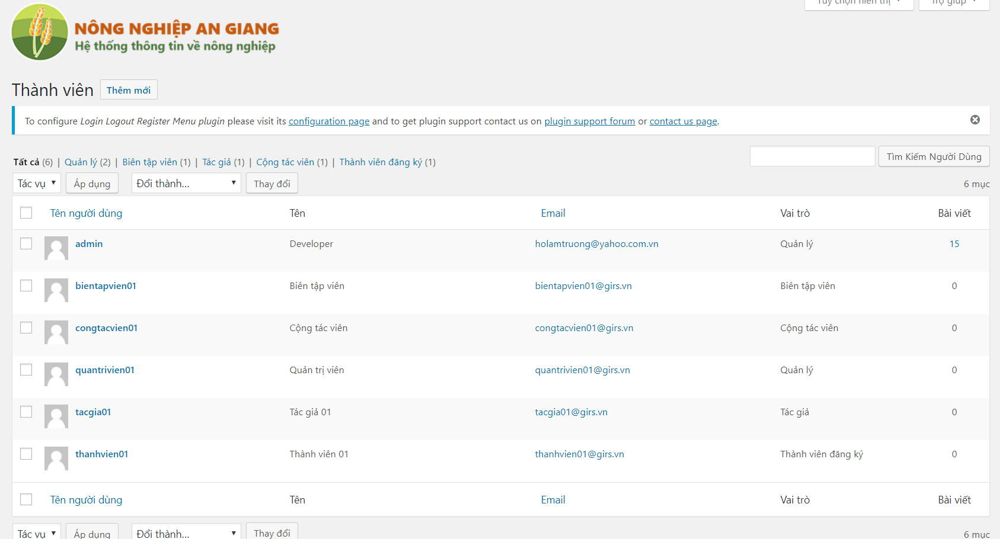 Tùy chọn hiển thị Trợ giúp
NÔNG NGHIỆP AN GIANG
Hệ thống thông tin về nông nghiệp
Thành viên Thêm mới
To configure Login Logout Register Menu plugin please visit its configuration page and to get plugin support contact us on plugin support forum or contact us page.
Tất cả (6) | Quản lý (2) | Biên tập viên (1) | Tác giả (1) | Cộng tác viên (1) | Thành viên đăng ký (1)
Tìm Kiếm Người Dùng
Tác vụ Áp dụng Đổi thành... Thay đổi 6 mục
Tên người dùng Tên Email Vai trò Bài viết
admin Developer holamtruong@yahoo.com.vn Quản lý 15
bientapvien01 Biên tập viên bientapvien01@girs.vn Biên tập viên 0
congtacvien01 Cộng tác viên congtacvien01@girs.vn Cộng tác viên 0
quantrivien01 Quản trị viên quantrivien01@girs.vn Quản lý 0
tacgia01 Tác giả 01 tacgia01@girs.vn Tác giả 0
thanhvien01 Thành viên 01 thanhvien01@girs.vn Thành viên đăng ký 0
Tên người dùng Tên Email Vai trò Bài viết
Tác vụ Áp dụng Đổi thành... Thay đổi 6 mục